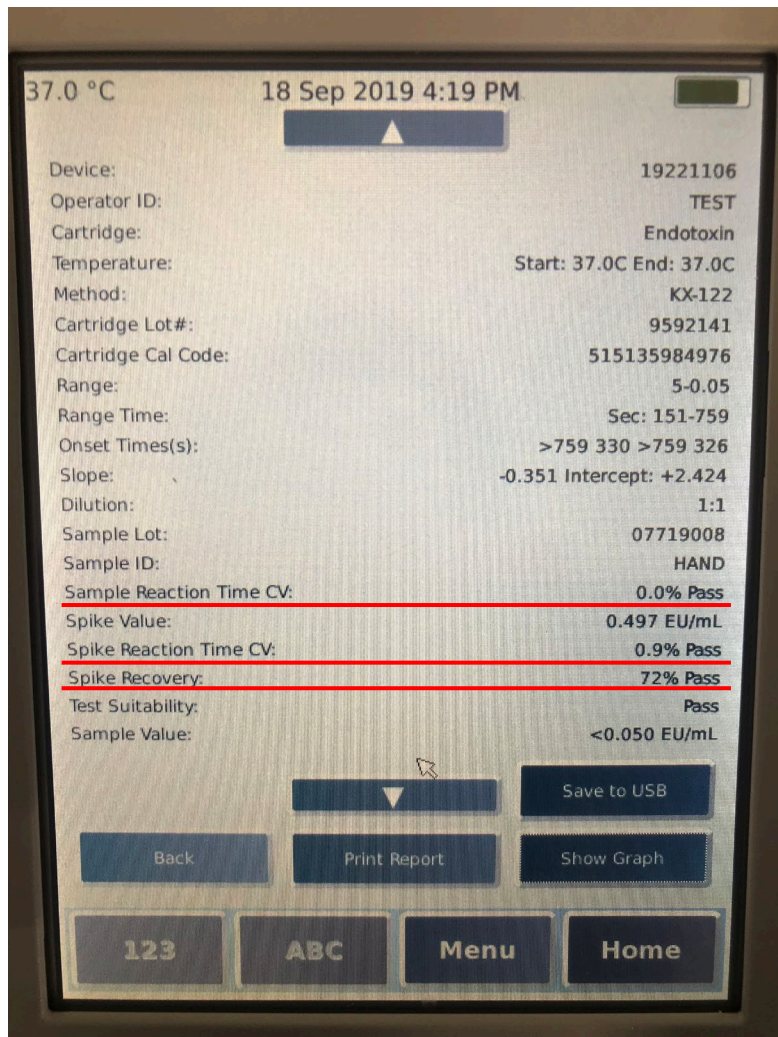 37.0 °C 18 Sep 2019 4:19 PM
Device: 19221106
Operator ID: TEST
Cartridge: Endotoxin
Temperature: Start: 37.0C End: 37.0C
Method: KX-122
Cartridge Lot#: 9592141
Cartridge Cal Code: 515135984976
Range: 5-0.05
Range Time: Sec: 151-759
Onset Times(s): >759 330 >759 326
Slope: -0.351 Intercept: +2.424
Dilution: 1:1
Sample Lot: 07719008
Sample ID: HAND
Sample Reaction Time CV: 0.0% Pass
Spike Value: 0.497 EU/mL
Spike Reaction Time CV: 0.9% Pass
Spike Recovery: 72% Pass
Test Suitability: Pass
Sample Value: <0.050 EU/mL
Save to USB
Back Print Report Show Graph
123 ABC Menu Home